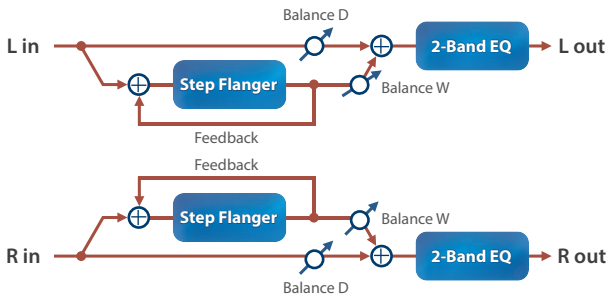 Balance D
L in
2-Band EQ
L out
Step Flanger
Balance W
Feedback
Feedback
Step Flanger
Balance W
R in
2-Band EQ
R out
Balance D